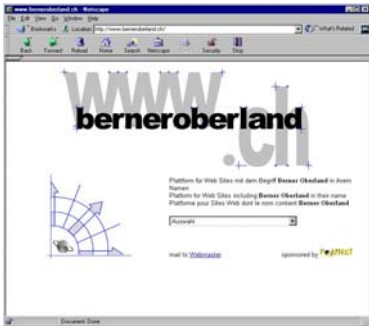 www.berneroberland.ch - Netscape
File Edit View Go Window Help
Bookmarks Location: http://www.berneroberland.ch/ What's Related
Back Forward Reload Home Search Netscape Print Security Stop
www
berneroberland
.ch
Plattform für Web Sites mit dem Begriff Berner Oberland in ihrem
Namen
Platform for Web Sites including Berner Oberland in their name
Platforme pour Sites Web dont le nom contient Berner Oberland
Auswahl
mail to Webmaster sponsored by
Document: Done